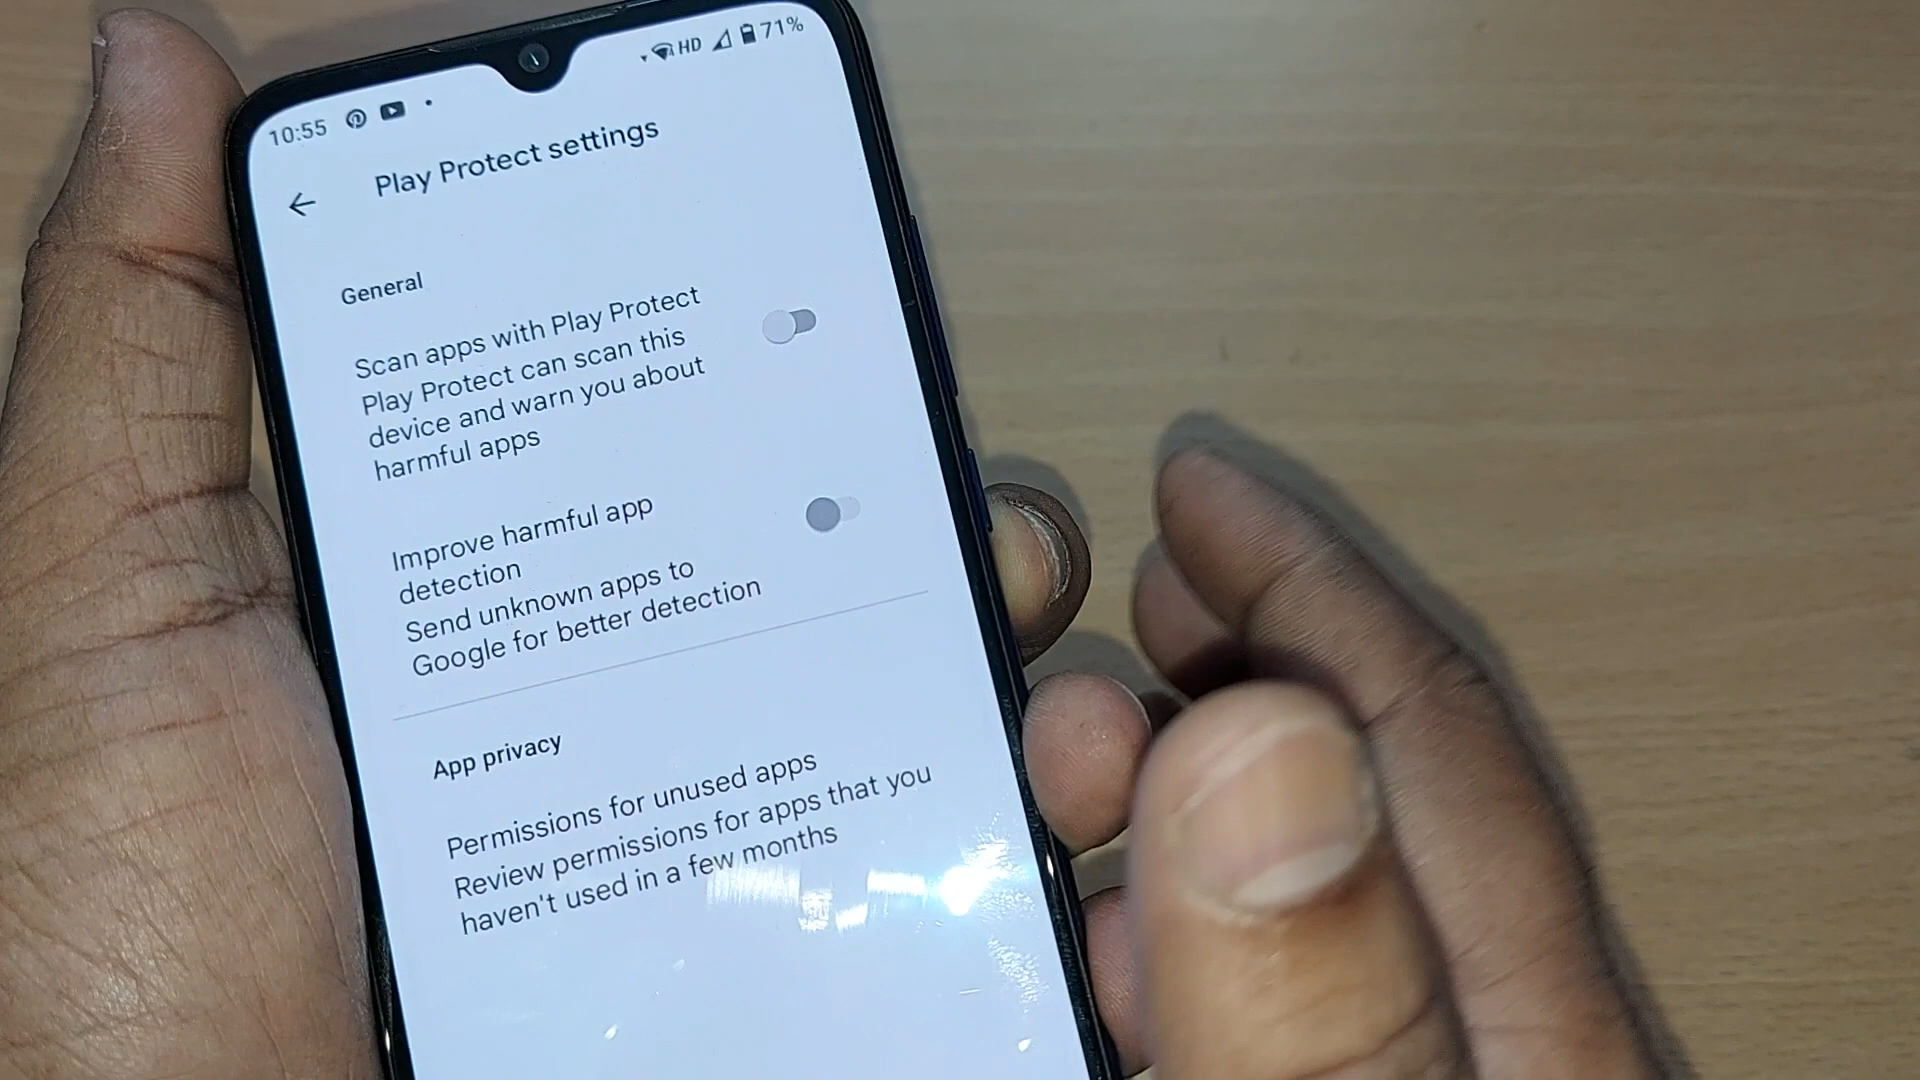 10:55 HD 71%
Play Protect settings
General
Scan apps with Play Protect
Play Protect can scan this
device and warn you about
harmful apps
Improve harmful app
detection
Send unknown apps to
Google for better detection
App privacy
Permissions for unused apps
Review permissions for apps that you
haven't used in a few months